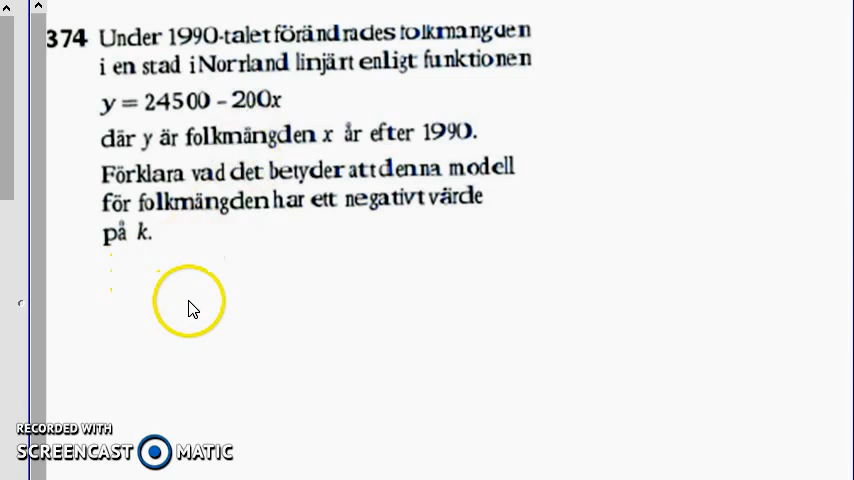 374 Under 1990-talet förändrades folkmängden
i en stad i Norrland linjärt enligt funktionen
y = 24500 – 200x
där y är folkmängden x år efter 1990.
Förklara vad det betyder att denna modell
för folkmängden har ett negativt värde
på k.
RECORDED WITH
SCREENCAST MATIC